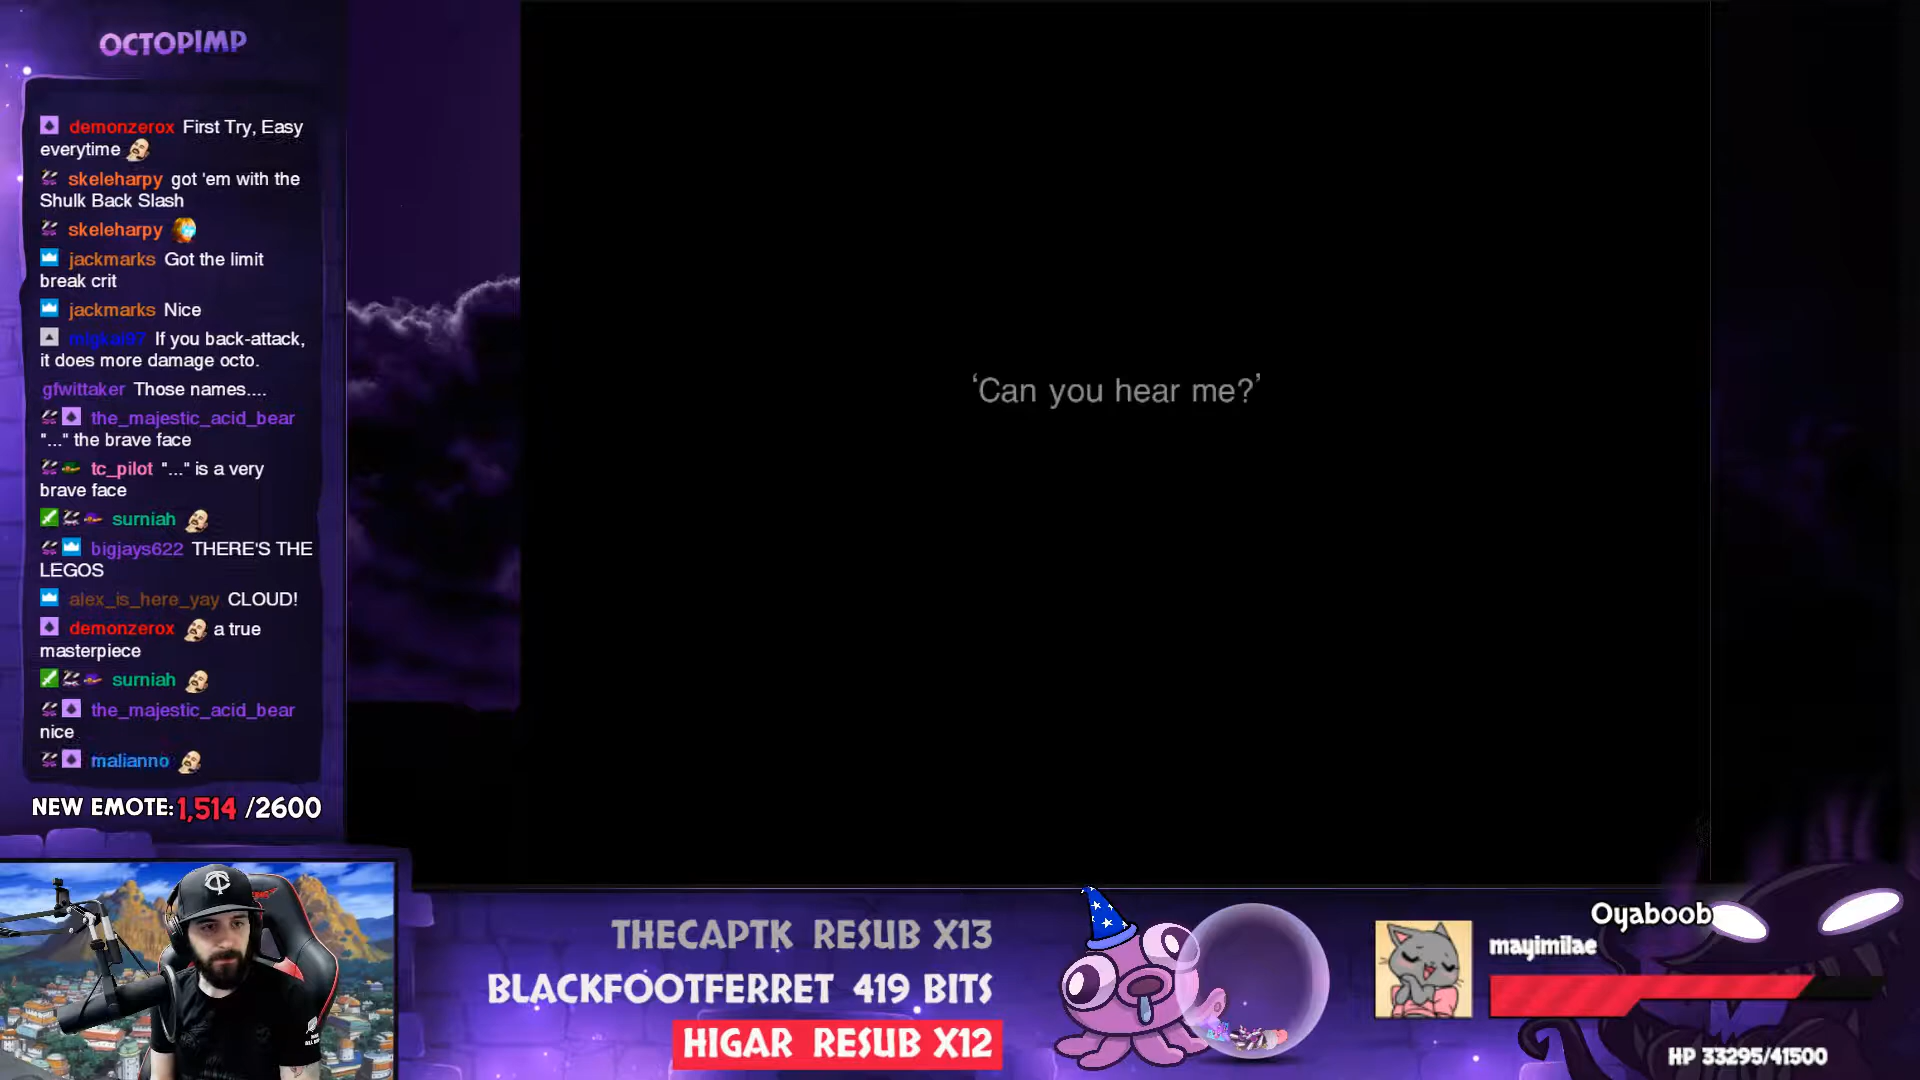 OCTOPIMP
demonzerox First Try, Easy
everytime
skeleharpy got 'em with the
Shulk Back Slash
skeleharpy
jackmarks Got the limit
break crit
jackmarks Nice
migkai97 If you back-attack,
it does more damage octo.
gfwittaker Those names....
the_majestic_acid_bear
"..." the brave face
tc_pilot "..." is a very
brave face
surniah
bigjays622 THERE'S THE
LEGOS
alex_is_here_yay CLOUD!
demonzerox a true
masterpiece
surniah
the_majestic_acid_bear
nice
malianno
NEW EMOTE: 1,514 /2600
‘Can you hear me?’
THECAPTK RESUB X13
BLACKFOOTFERRET 419 BITS
HIGAR RESUB X12
Oyaboob
mayimilae
HP 33295/41500